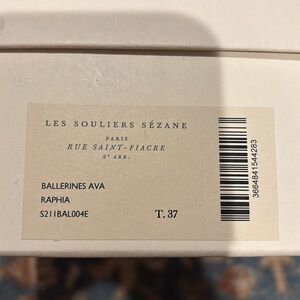 LES SOULIERS SÉZANE
PARIS
RUE SAINT-FIACRE
2e ARR.
BALLERINES AVA
RAPHIA
S211BAL004E
T. 37
3664841544283